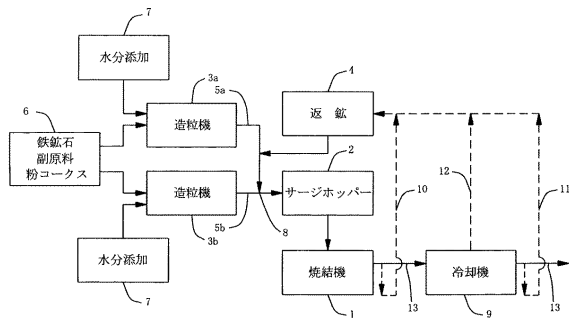 7
水分添加
3a
5a
造粒機
4
返 鉱
6
鉄鉱石
副原料
粉コークス
2
12
10
11
造粒機
サージホッパー
5b
8
3b
水分添加
7
焼結機
冷却機
1
13
9
13